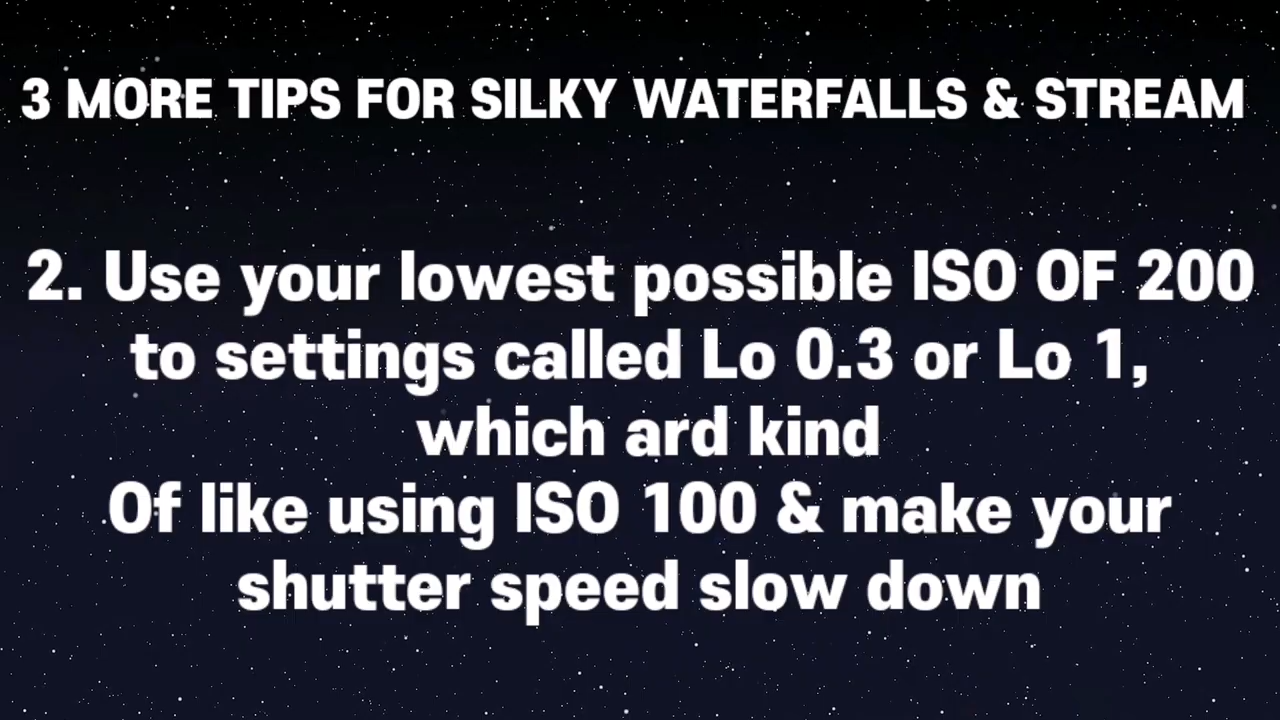 3 MORE TIPS FOR SILKY WATERFALLS & STREAM
2. Use your lowest possible ISO OF 200
to settings called Lo 0.3 or Lo 1,
which ard kind
Of like using ISO 100 & make your
shutter speed slow down